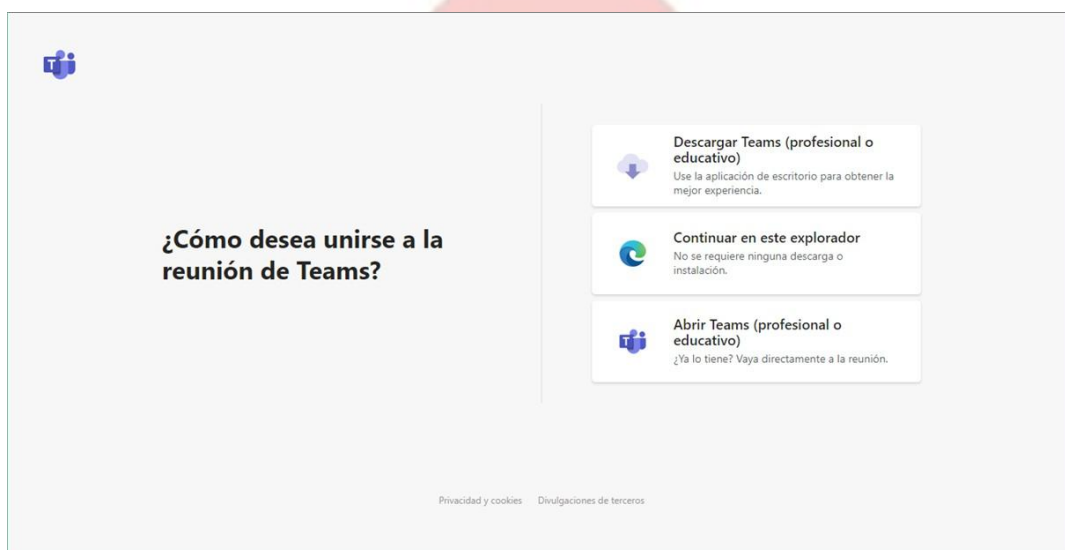 ¿Cómo desea unirse a la
reunión de Teams?
Descargar Teams (profesional o
educativo)
Use la aplicación de escritorio para obtener la
mejor experiencia.
Continuar en este explorador
No se requiere ninguna descarga o
instalación.
Abrir Teams (profesional o
educativo)
¿Ya lo tiene? Vaya directamente a la reunión.
Privacidad y cookies Divulgaciones de terceros